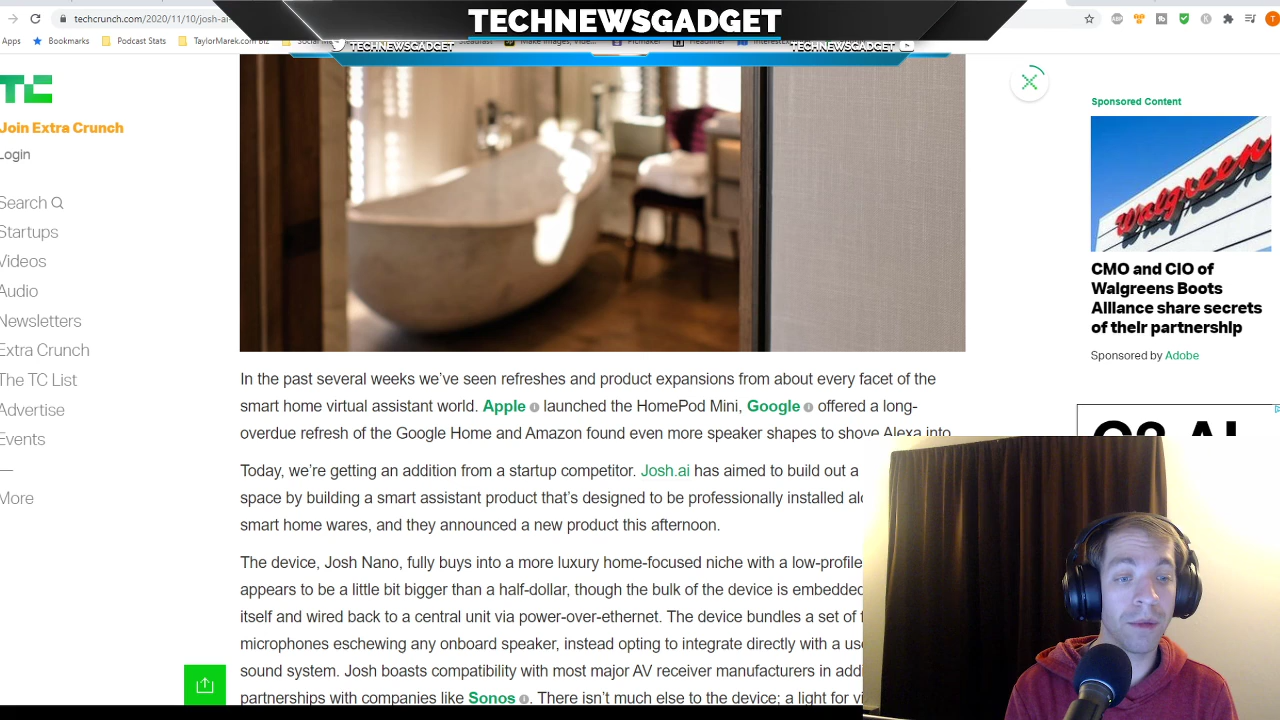 TECHNEWSGADGET
techcrunch.com/2020/11/10/josh-ai-
Apps
Bookmarks
Podcast Stats
TaylorMarek.com Biz
TECHNEWSGADGET
TECHNEWSGADGET
TC
Join Extra Crunch
Login
Search
Startups
Videos
Audio
Newsletters
Extra Crunch
The TC List
Advertise
Events
More
In the past several weeks we've seen refreshes and product expansions from about every facet of the
smart home virtual assistant world. Apple launched the HomePod Mini, Google offered a long-
overdue refresh of the Google Home and Amazon found even more speaker shapes to shove Alexa into.
Today, we're getting an addition from a startup competitor. Josh.ai has aimed to build out a
space by building a smart assistant product that's designed to be professionally installed
smart home wares, and they announced a new product this afternoon.
The device, Josh Nano, fully buys into a more luxury home-focused niche with a low-profile
appears to be a little bit bigger than a half-dollar, though the bulk of the device is embedded
itself and wired back to a central unit via power-over-ethernet. The device bundles a set of
microphones eschewing any onboard speaker, instead opting to integrate directly with a
sound system. Josh boasts compatibility with most major AV receiver manufacturers in
partnerships with companies like Sonos. There isn't much else to the device; a light for
Sponsored Content
Walgreens
CMO and CIO of
Walgreens Boots
Alliance share secrets
of their partnership
Sponsored by Adobe